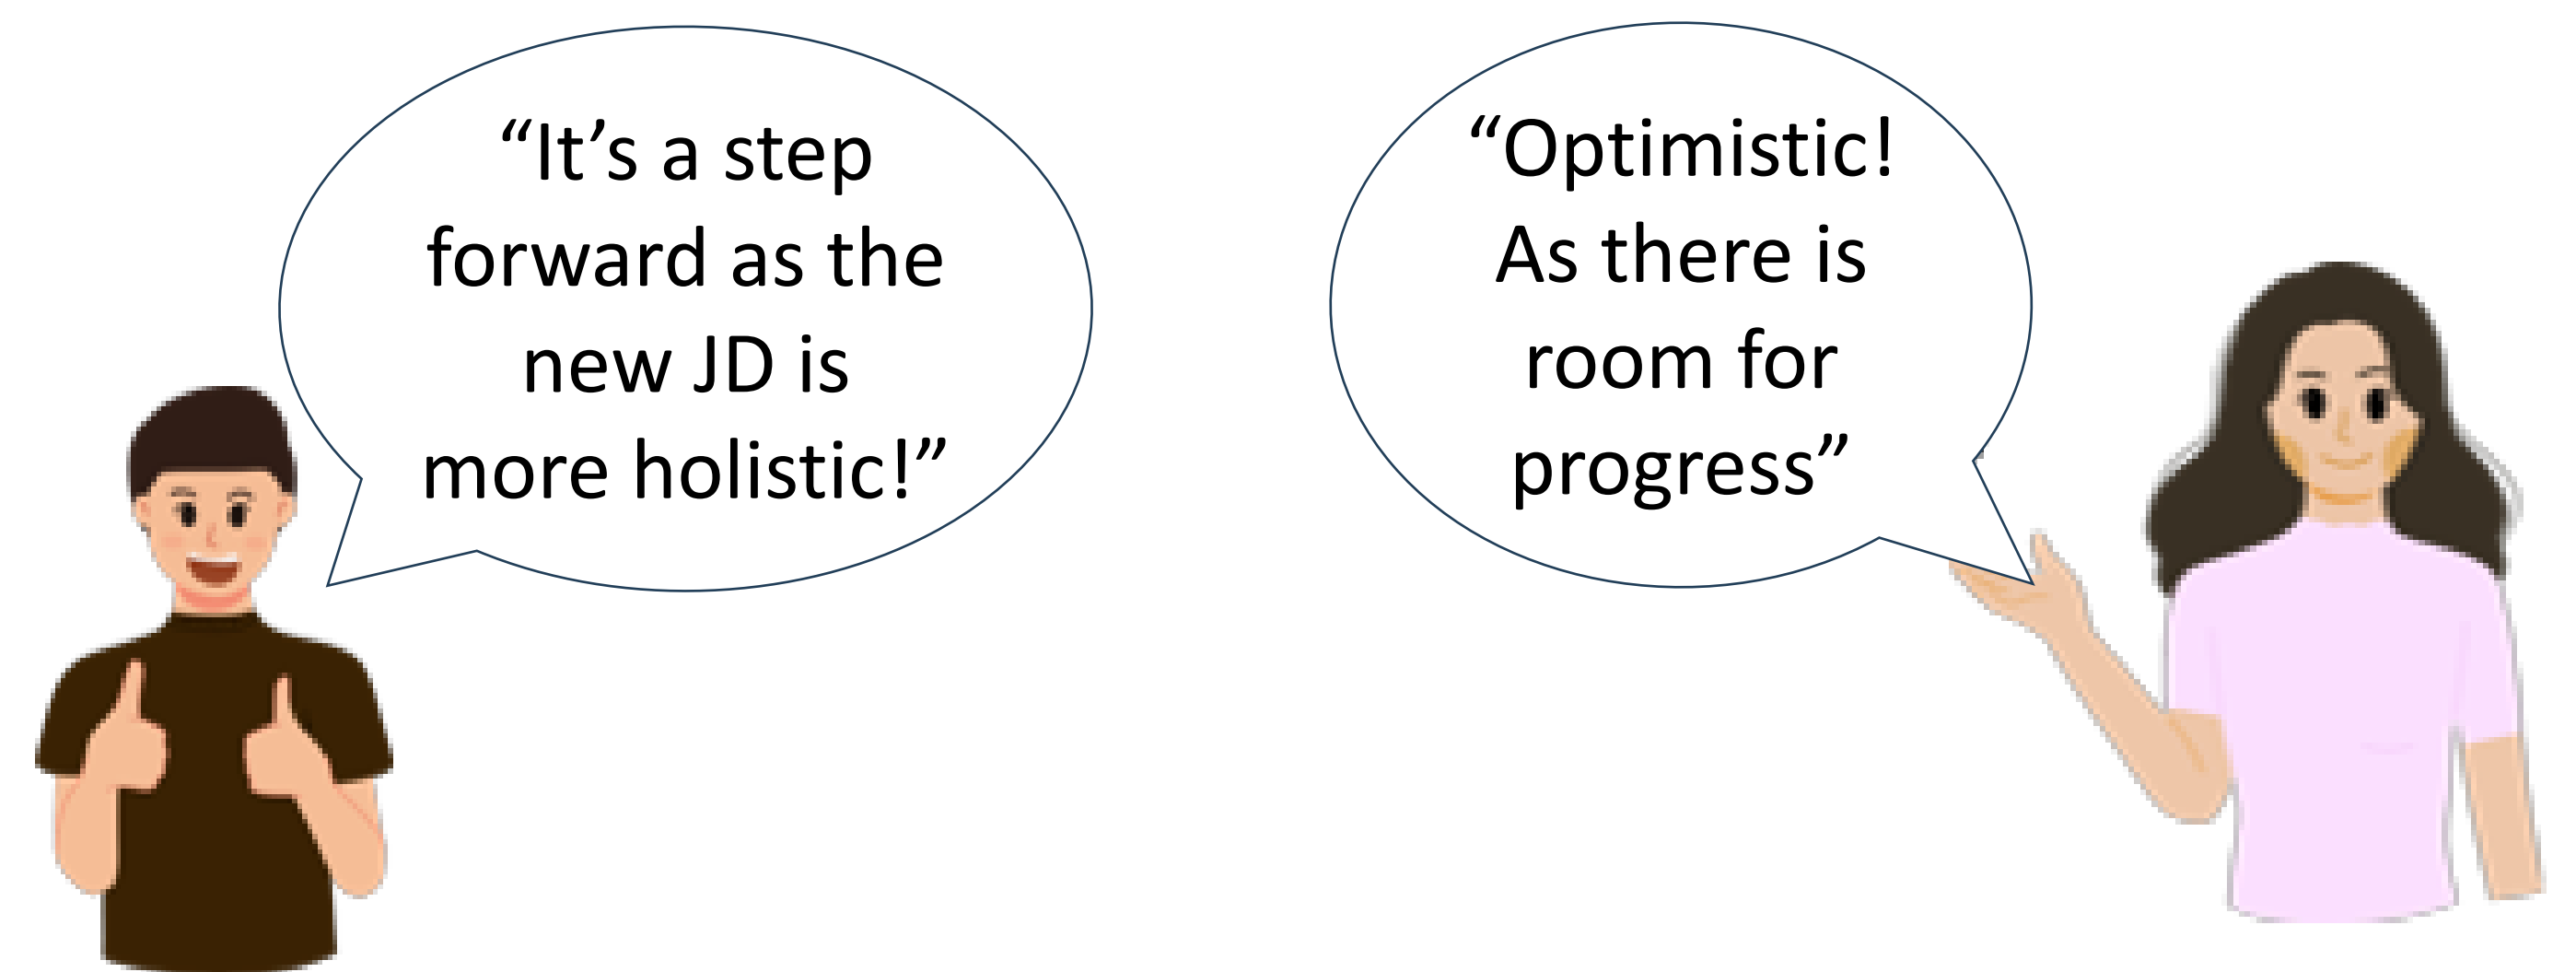 “It’s a step
forward as the
new JD is
more holistic!”
“Optimistic!
As there is
room for
progress”